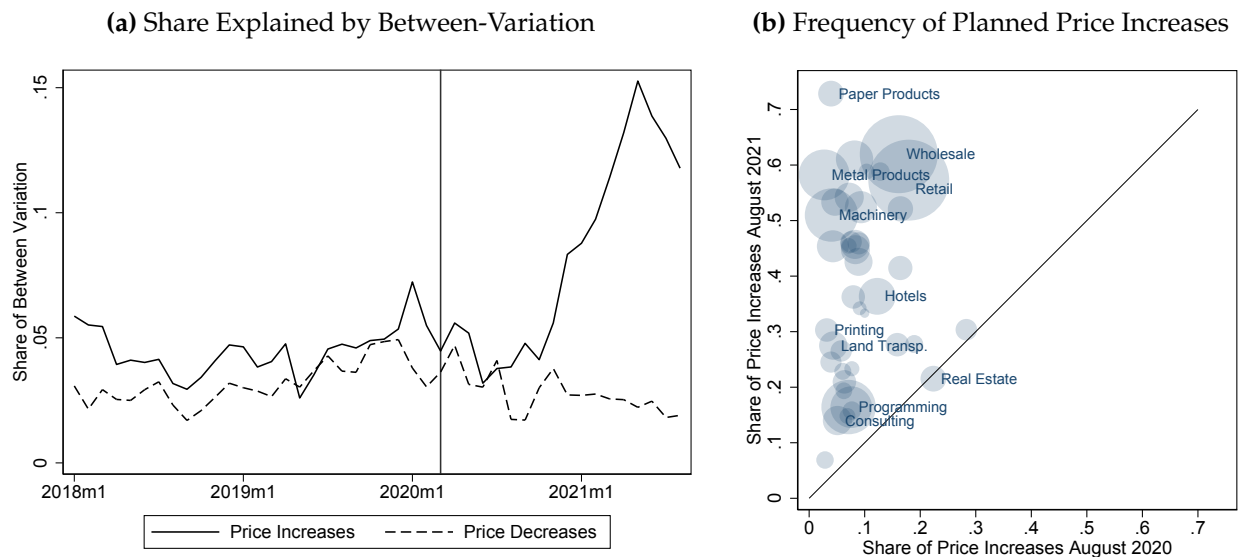 (a) Share Explained by Between-Variation
Share of Between Variation
.15
.1
.05
0
2018m1
2019m1
2020m1
2021m1
Price Increases
Price Decreases
(b) Frequency of Planned Price Increases
Share of Price Increases August 2021
.7
.6
.5
.4
.3
.2
.1
0
Paper Products
Wholesale
Metal Products
Retail
Machinery
Hotels
Printing
Land Transp.
Real Estate
Programming
Consulting
0
.1
.2
.3
.4
.5
.6
.7
Share of Price Increases August 2020